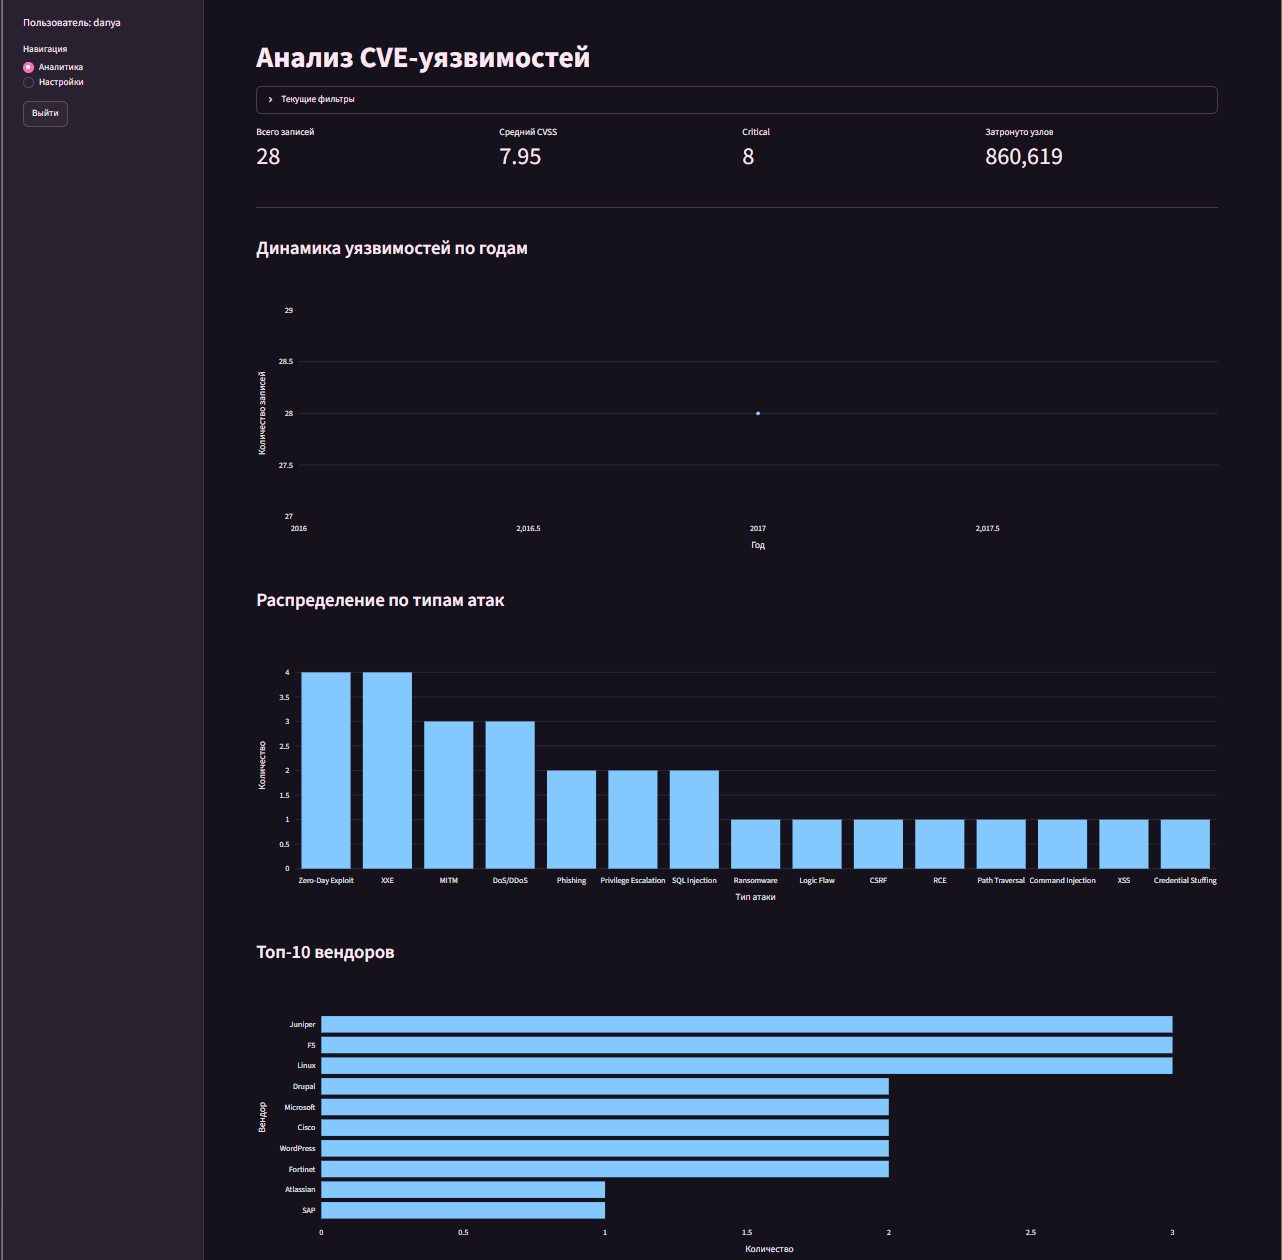 Пользователь: danya
Навигация
Аналитика
Настройки
Выйти
Анализ CVE-уязвимостей
Текущие фильтры
Всего записей
28
Средний CVSS
7.95
Critical
8
Затронуто узлов
860,619
Динамика уязвимостей по годам
29
28.5
28
27.5
27
Количество записей
2016
2,016.5
2017
2,017.5
Год
Распределение по типам атак
4
3.5
3
2.5
2
1.5
1
0.5
0
Количество
Zero-Day Exploit
XXE
MITM
DoS/DDoS
Phishing
Privilege Escalation
SQL Injection
Ransomware
Logic Flaw
CSRF
RCE
Path Traversal
Command Injection
XSS
Credential Stuffing
Тип атаки
Топ-10 вендоров
Вендор
Juniper
F5
Linux
Drupal
Microsoft
Cisco
WordPress
Fortinet
Atlassian
SAP
0
0.5
1
1.5
2
2.5
3
Количество